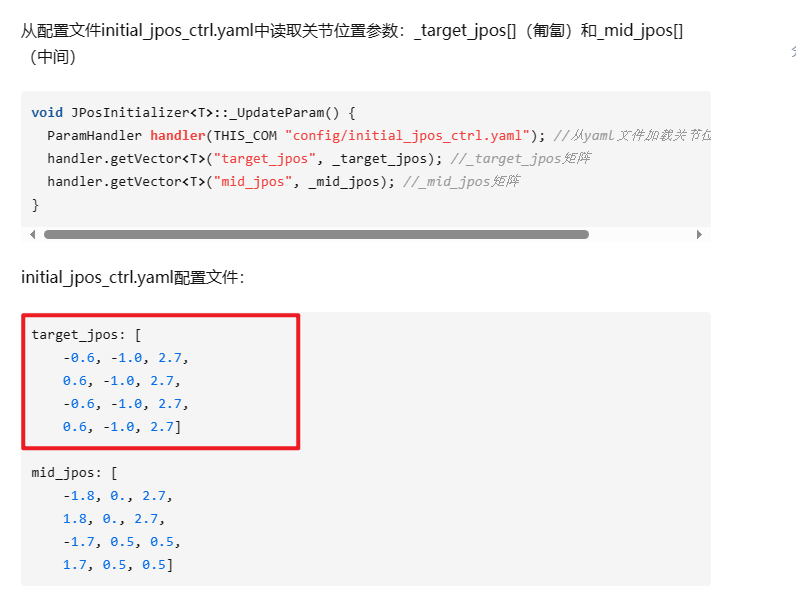 从配置文件initial_jpos_ctrl.yaml中读取关节位置参数：_target_jpos[]（匍匐）和_mid_jpos[]
（中间）
void JPosInitializer<T>::_UpdateParam() {
ParamHandler handler(THIS_COM "config/initial_jpos_ctrl.yaml"); //从yaml文件加载关节位
handler.getVector<T>("target_jpos", _target_jpos); //_target_jpos矩阵
handler.getVector<T>("mid_jpos", _mid_jpos); //_mid_jpos矩阵
}
initial_jpos_ctrl.yaml配置文件：
target_jpos: [
-0.6, -1.0, 2.7,
0.6, -1.0, 2.7,
-0.6, -1.0, 2.7,
0.6, -1.0, 2.7]
mid_jpos: [
-1.8, 0., 2.7,
1.8, 0., 2.7,
-1.7, 0.5, 0.5,
1.7, 0.5, 0.5]